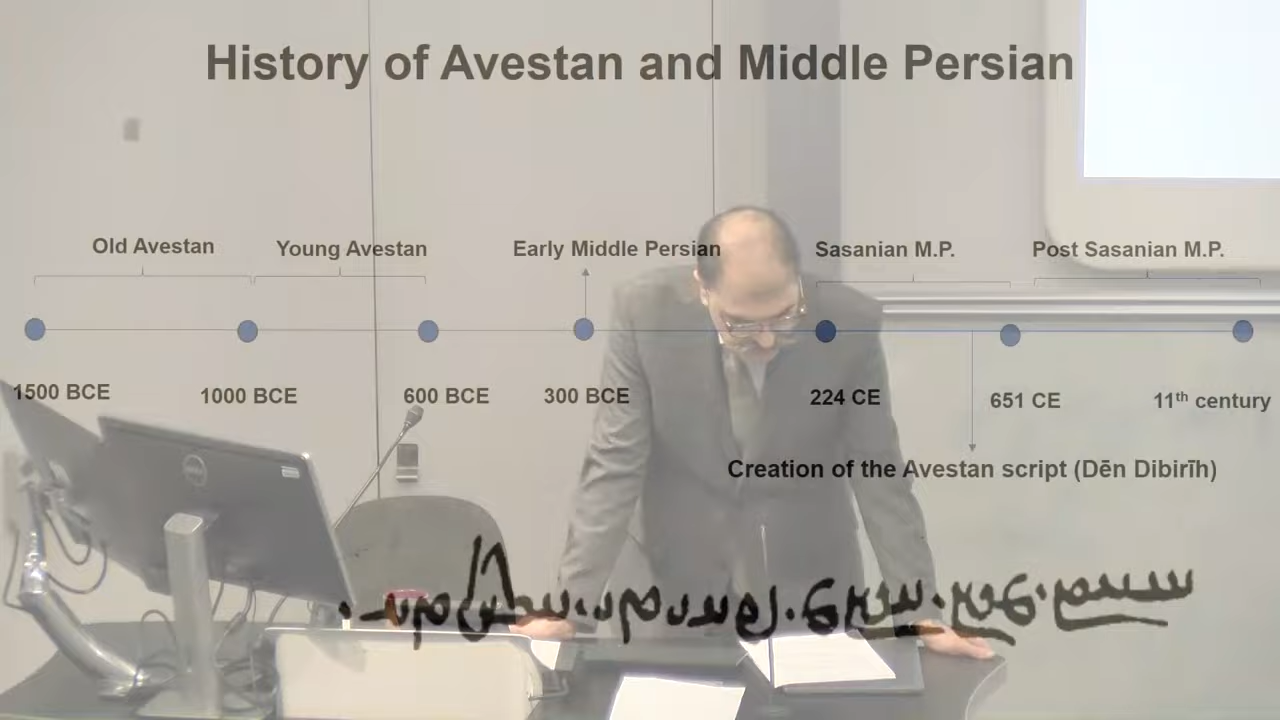 History of Avestan and Middle Persian
Old Avestan Young Avestan Early Middle Persian Sasanian M.P. Post Sasanian M.P.
1500 BCE 1000 BCE 600 BCE 300 BCE 224 CE 651 CE 11th century
Creation of the Avestan script (Dēn Dibirīh)